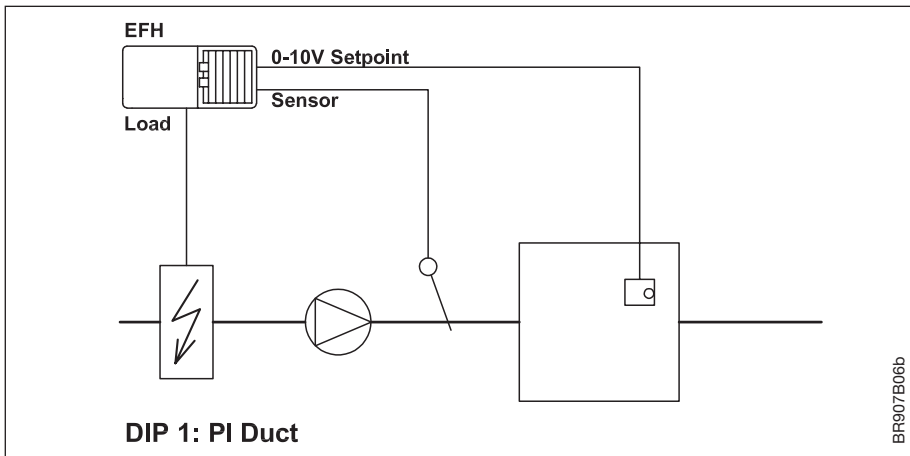 EFH
0-10V Setpoint
Sensor
Load
DIP 1: PI Duct
BR907B06b